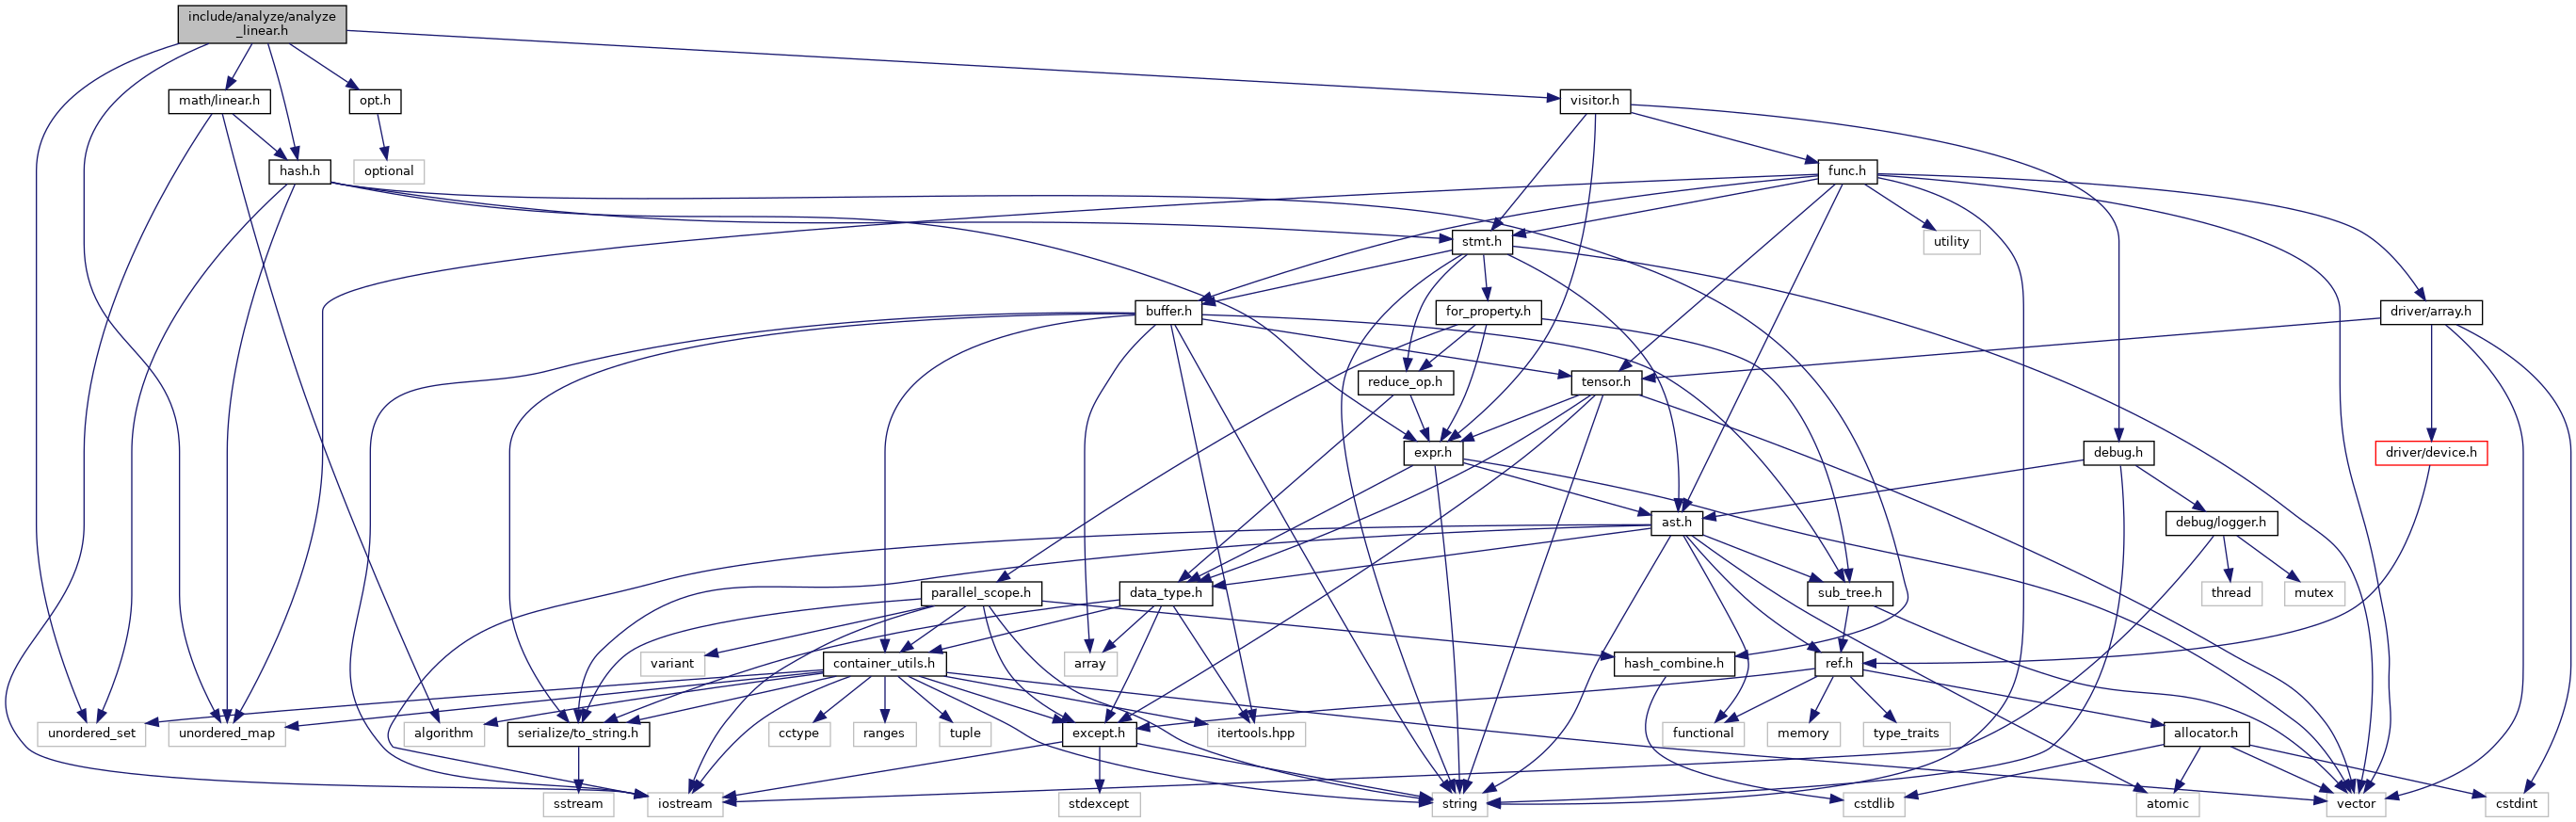 include/analyze/analyze
_linear.h
math/linear.h
opt.h
visitor.h
hash.h
optional
func.h
stmt.h
utility
buffer.h
for_property.h
driver/array.h
reduce_op.h
tensor.h
expr.h
debug.h
driver/device.h
ast.h
debug/logger.h
parallel_scope.h
data_type.h
sub_tree.h
thread
mutex
variant
container_utils.h
array
hash_combine.h
ref.h
unordered_set
unordered_map
algorithm
serialize/to_string.h
cctype
ranges
tuple
except.h
itertools.hpp
functional
memory
type_traits
allocator.h
sstream
iostream
stdexcept
string
cstdlib
atomic
vector
cstdint